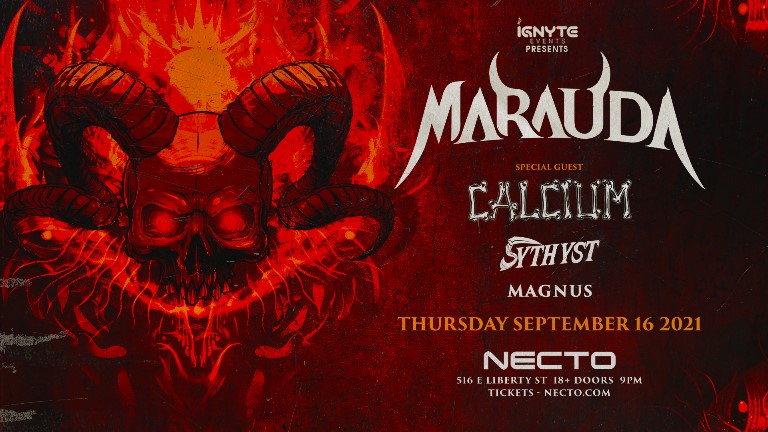 IGNYTE
EVENTS
PRESENTS
MARAUDA
SPECIAL GUEST
CALCIUM
SYTHYST
MAGNUS
THURSDAY SEPTEMBER 16 2021
NECTO
516 E LIBERTY ST 18+ DOORS 9PM
TICKETS - NECTO.COM